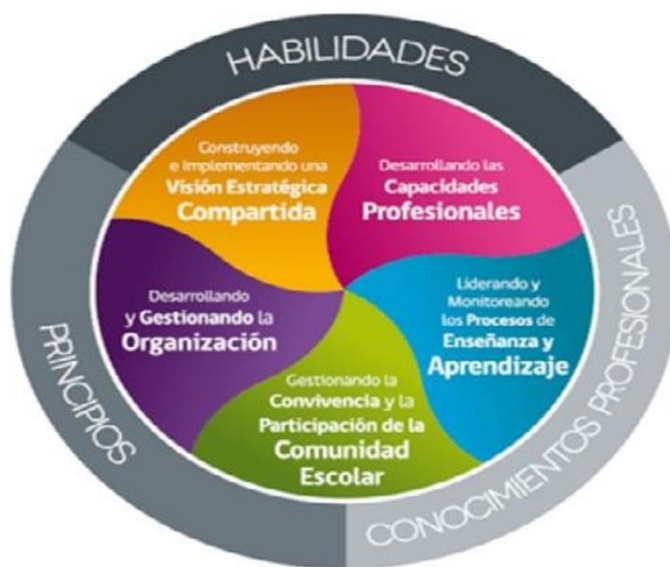 HABILIDADES
Construyendo
e Implementando una
Visión Estratégica
Compartida
Desarrollando las
Capacidades
Profesionales
Liderando y
Monitoreando
los Procesos de
Enseñanza y
Aprendizaje
Gestionando la
Convivencia y la
Participación de la
Comunidad
Escolar
Desarrollando
y Gestionando la
Organización
PRINCIPIOS
CONOCIMIENTOS PROFESIONALES